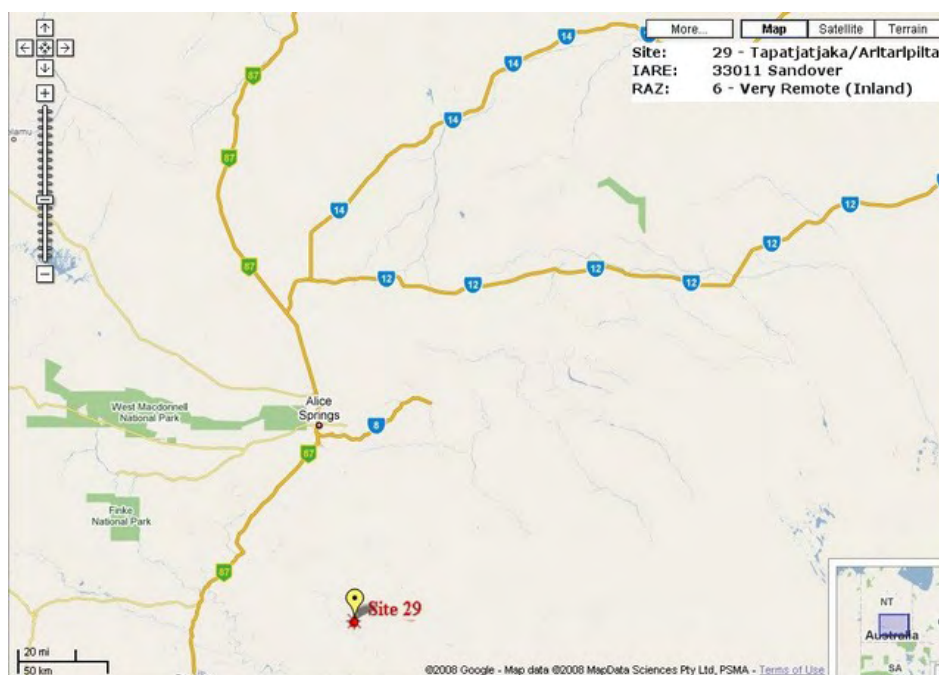 More...
Map
Satellite
Terrain
Site: 29 - Tapatjatjaka/Arltarlpilta
IARE: 33011 Sandover
RAZ: 6 - Very Remote (Inland)
87
14
14
14
14
87
87
12
12
12
12
12
12
West Macdonnell
National Park
Alice
Springs
8
87
Finke
National Park
87
Site 29
NT
Australia
SA
20 mi
50 km
©2008 Google - Map data ©2008 MapData Sciences Pty Ltd, PSMA - Terms of Use